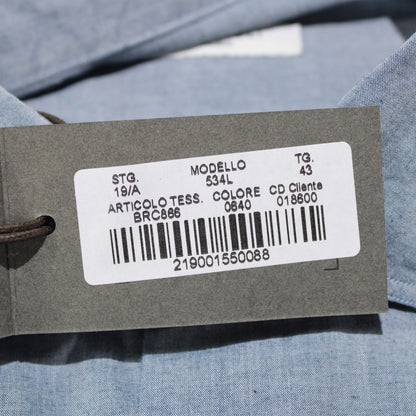 STG. MODELLO TG.
19/A 534L 43
ARTICOLO TESS. COLORE CD Cliente
BRC866 0640 018600
219001550088